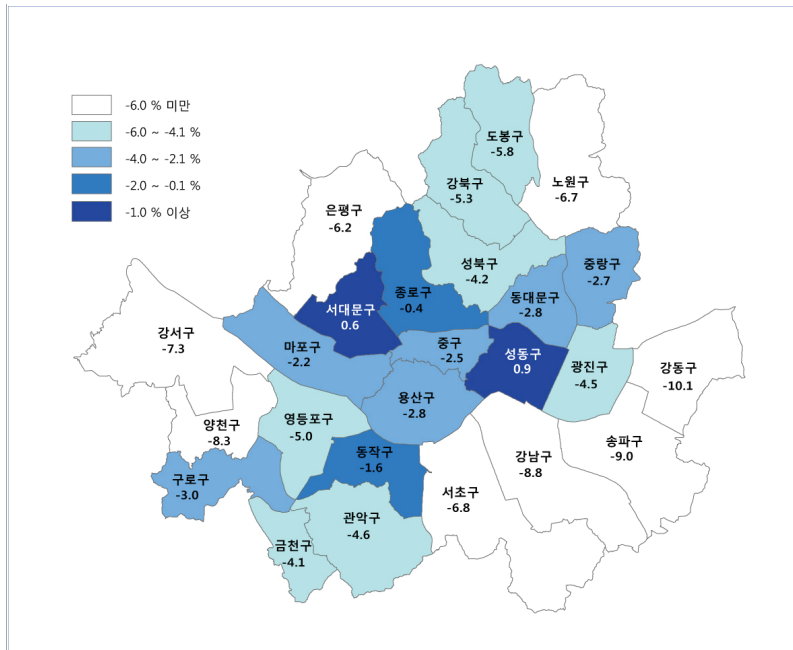 -6.0 % 미만
-6.0 ~ -4.1 %
-4.0 ~ -2.1 %
-2.0 ~ -0.1 %
-1.0 % 이상
도봉구
-5.8
강북구
-5.3
노원구
-6.7
은평구
-6.2
성북구
-4.2
중랑구
-2.7
종로구
-0.4
동대문구
-2.8
서대문구
0.6
강서구
-7.3
마포구
-2.2
중구
-2.5
성동구
0.9
광진구
-4.5
강동구
-10.1
용산구
-2.8
양천구
-8.3
영등포구
-5.0
송파구
-9.0
강남구
-8.8
동작구
-1.6
구로구
-3.0
서초구
-6.8
관악구
-4.6
금천구
-4.1